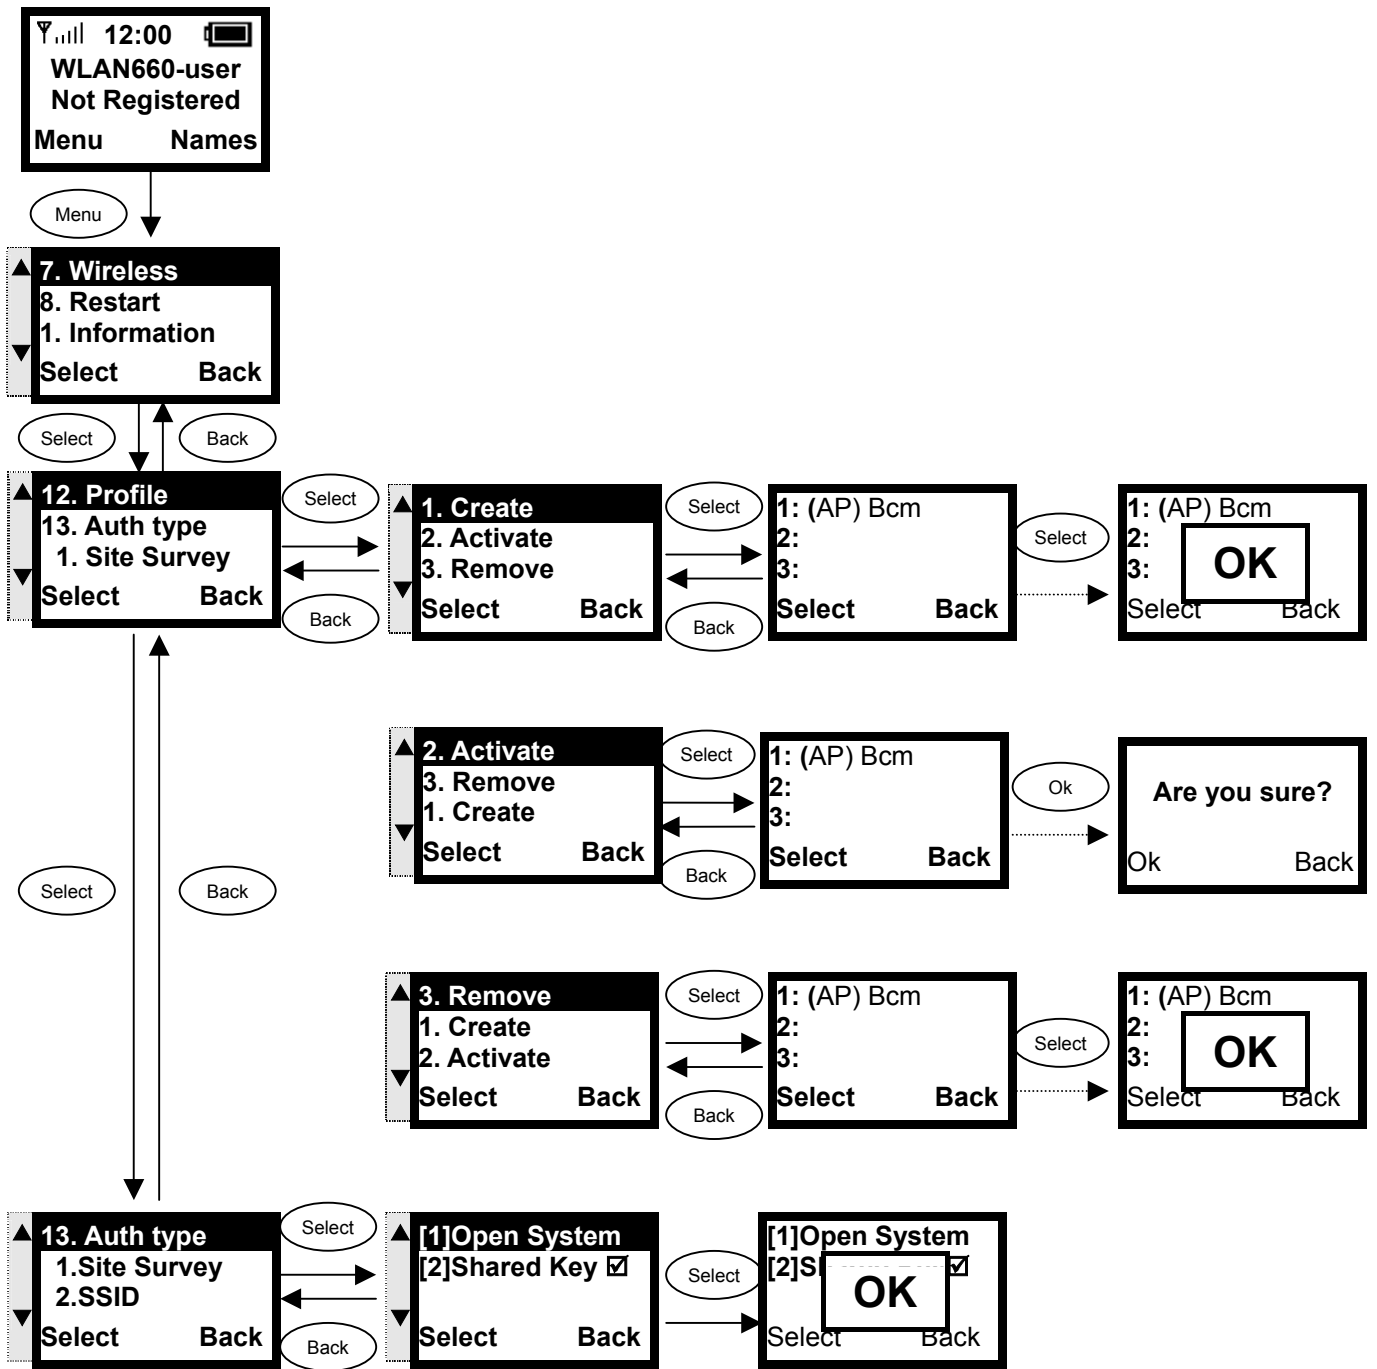 12:00
WLAN660-user
Not Registered
Menu Names
Menu
7. Wireless
8. Restart
1. Information
Select Back
Select
Back
12. Profile
13. Auth type
1. Site Survey
Select Back
Select
Back
1. Create
2. Activate
3. Remove
Select Back
Select
Back
1: (AP) Bcm
2:
3:
Select Back
Select
1: (AP) Bcm
2:
3:
OK
Select Back
2. Activate
3. Remove
1. Create
Select Back
Select
Back
1: (AP) Bcm
2:
3:
Select Back
Ok
Are you sure?
Ok Back
Select
Back
3. Remove
1. Create
2. Activate
Select Back
Select
Back
1: (AP) Bcm
2:
3:
Select Back
Select
1: (AP) Bcm
2:
3:
OK
Select Back
13. Auth type
1.Site Survey
2.SSID
Select Back
Select
Back
[1]Open System
[2]Shared Key ☑
Select Back
Select
[1]Open System
[2]S ☑
OK
Select Back